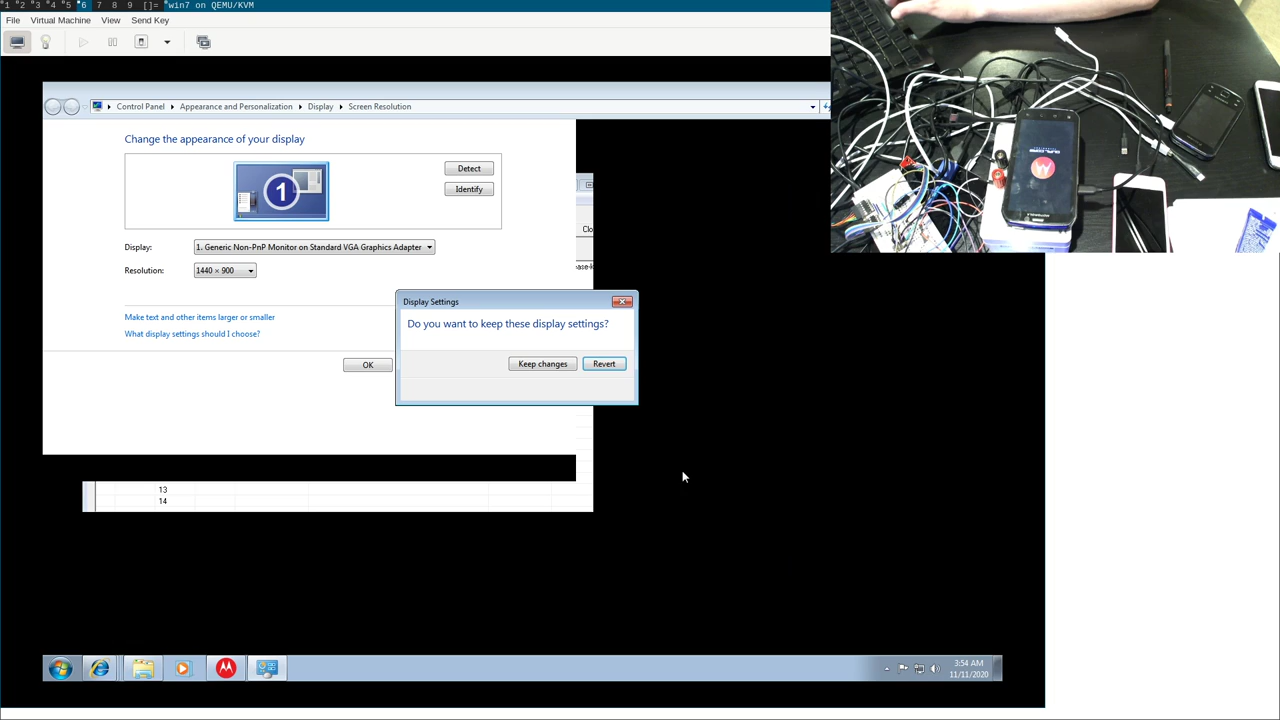 1 2 3 4 5 6 7 8 9 []= win7 on QEMU/KVM
File Virtual Machine View Send Key
Control Panel Appearance and Personalization Display Screen Resolution
Change the appearance of your display
1
Detect
Identify
Clo
Display: 1. Generic Non-PnP Monitor on Standard VGA Graphics Adapter
Resolution: 1440 × 900
Display Settings
Do you want to keep these display settings?
Keep changes Revert
Make text and other items larger or smaller
What display settings should I choose?
OK
13
14
3:54 AM
11/11/2020